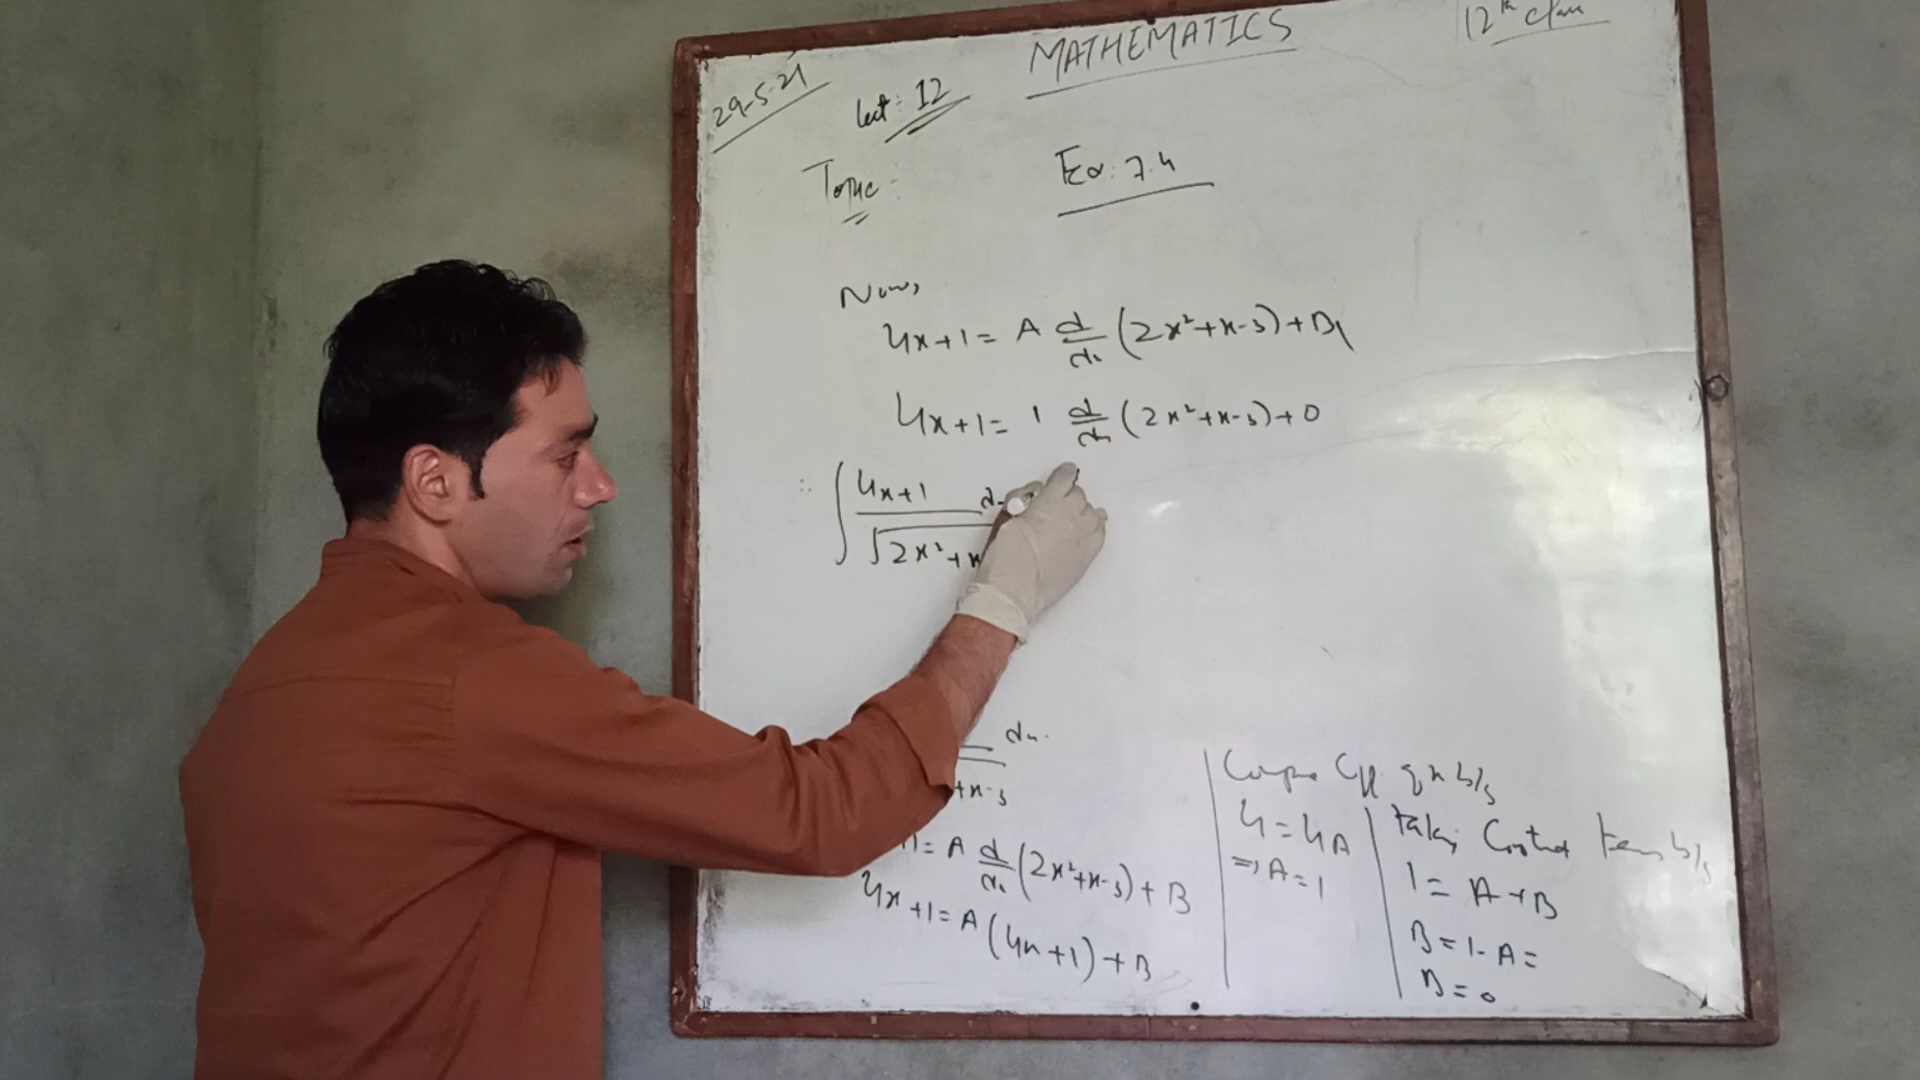 29-5-21
Lect: 12
MATHEMATICS
12th class
Topic -
Ex: 7.4
Now,
4x+1 = A d/dx (2x²+x-3)+B
4x+1 = 1 d/dx (2x²+x-3)+0
∴ ∫ 4x+1 d
√2x²+x
dx.
+x-3
1 = A d/dx (2x²+x-3)+B
4x+1 = A (4x+1)+B
Compare Coff. of x b/s
4 = 4A
⇒ A = 1
Taking Constant terms b/s
1 = A+B
B = 1-A =
B = 0